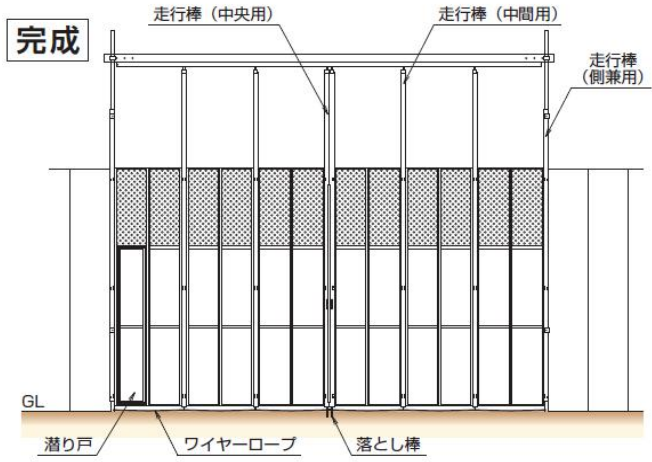 完成
走行棒（中央用）
走行棒（中間用）
走行棒
（側兼用）
GL
潜り戸
ワイヤーロープ
落とし棒